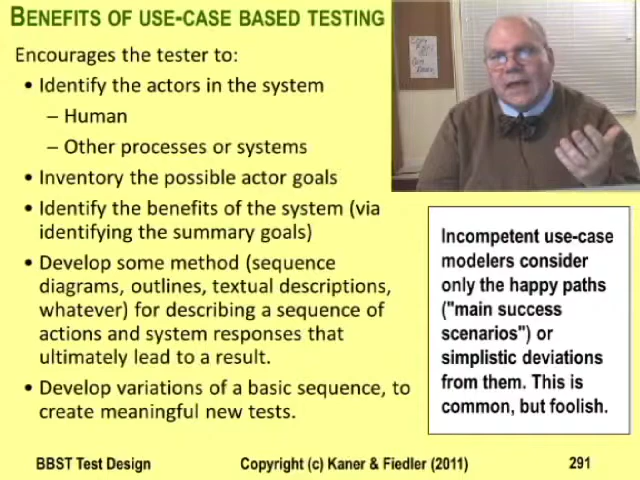 BENEFITS OF USE-CASE BASED TESTING
Encourages the tester to:
• Identify the actors in the system
– Human
– Other processes or systems
• Inventory the possible actor goals
• Identify the benefits of the system (via
identifying the summary goals)
• Develop some method (sequence
diagrams, outlines, textual descriptions,
whatever) for describing a sequence of
actions and system responses that
ultimately lead to a result.
• Develop variations of a basic sequence, to
create meaningful new tests.
Incompetent use-case
modelers consider
only the happy paths
("main success
scenarios") or
simplistic deviations
from them. This is
common, but foolish.
BBST Test Design
Copyright (c) Kaner & Fiedler (2011)
291